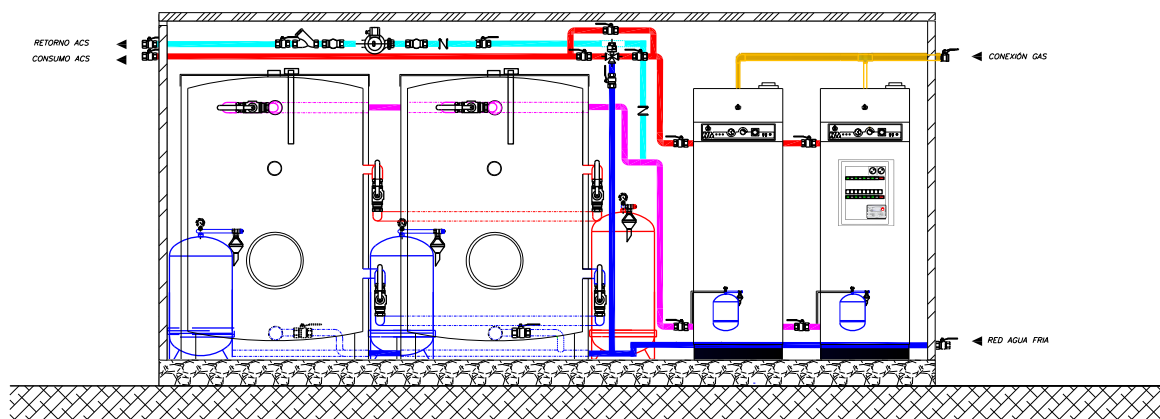 RETORNO ACS
CONSUMO ACS
CONEXIÓN GAS
RED AGUA FRIA